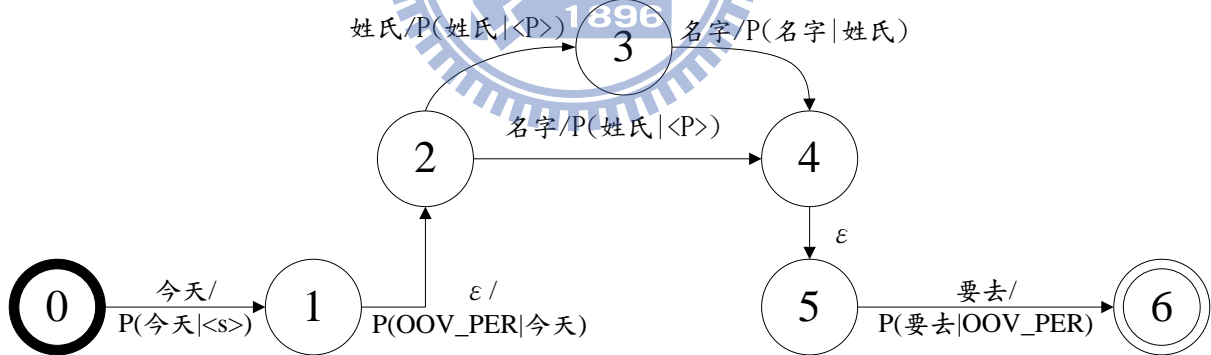 1896
姓氏/P(姓氏|<P>)
3
名字/P(名字|姓氏)
2
名字/P(姓氏|<P>)
4
ε
0
今天/
P(今天|<s>)
1
ε/
P(OOV_PER|今天)
5
要去/
P(要去|OOV_PER)
6